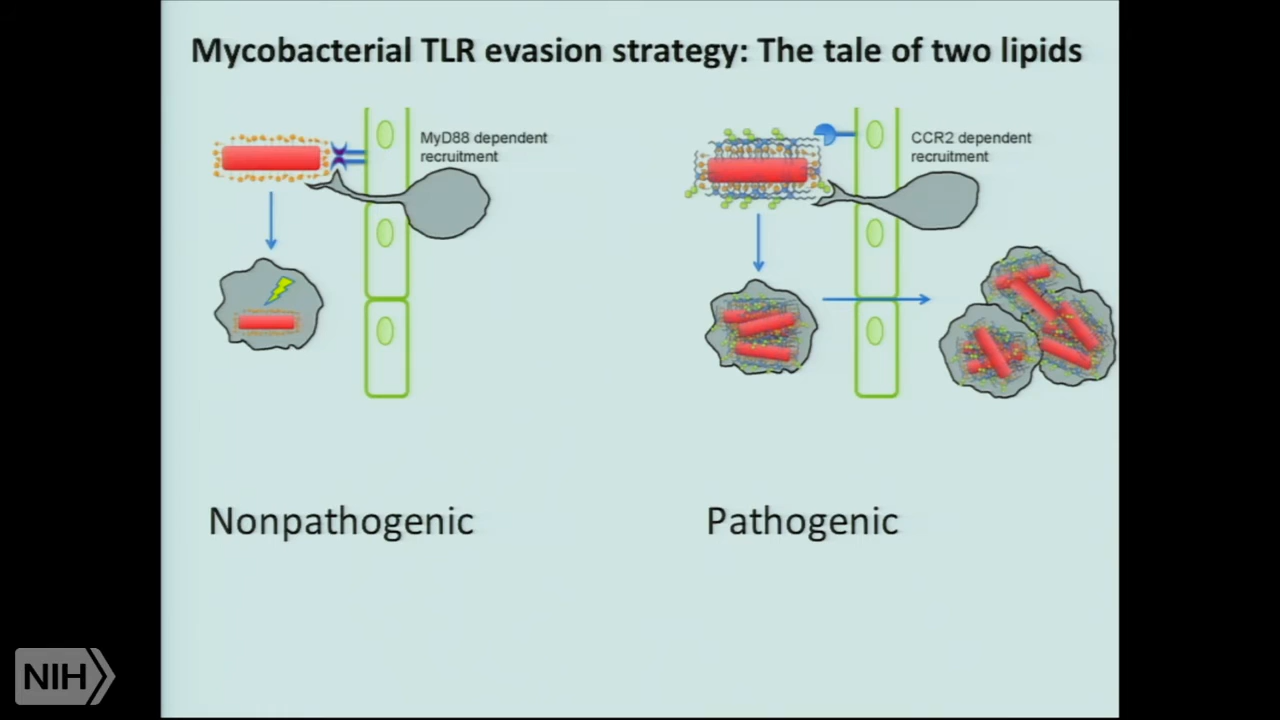 Mycobacterial TLR evasion strategy: The tale of two lipids
MyD88 dependent
recruitment
CCR2 dependent
recruitment
Nonpathogenic
Pathogenic
NIH